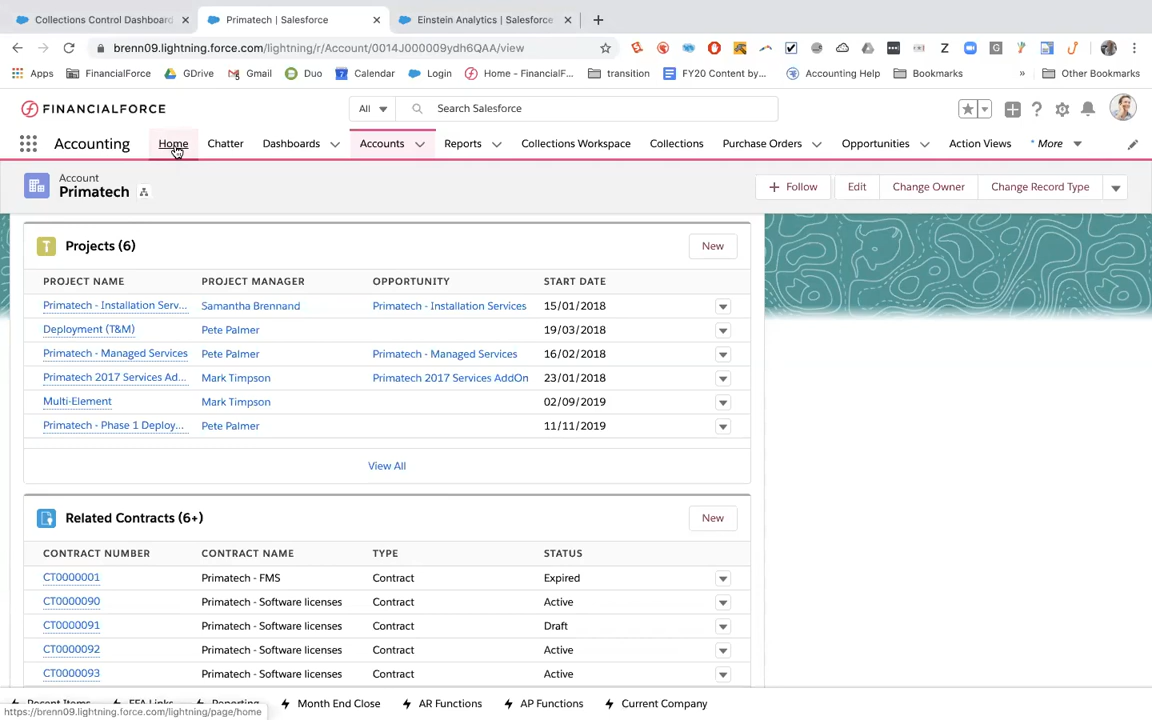 Collections Control Dashboard
Primatech | Salesforce
Einstein Analytics | Salesforce
brenn09.lightning.force.com/lightning/r/Account/0014J000009ydh6QAA/view
Apps FinancialForce GDrive Gmail Duo Calendar Login Home – FinancialF... transition FY20 Content by... Accounting Help Bookmarks » Other Bookmarks
FINANCIALFORCE
All Search Salesforce
Accounting Home Chatter Dashboards Accounts Reports Collections Workspace Collections Purchase Orders Opportunities Action Views * More
Account
Primatech
+ Follow Edit Change Owner Change Record Type
Projects (6) New
PROJECT NAME PROJECT MANAGER OPPORTUNITY START DATE
Primatech - Installation Serv... Samantha Brennand Primatech - Installation Services 15/01/2018
Deployment (T&M) Pete Palmer 19/03/2018
Primatech - Managed Services Pete Palmer Primatech - Managed Services 16/02/2018
Primatech 2017 Services Ad... Mark Timpson Primatech 2017 Services AddOn 23/01/2018
Multi-Element Mark Timpson 02/09/2019
Primatech - Phase 1 Deploy... Pete Palmer 11/11/2019
View All
Related Contracts (6+) New
CONTRACT NUMBER CONTRACT NAME TYPE STATUS
CT0000001 Primatech - FMS Contract Expired
CT0000090 Primatech - Software licenses Contract Active
CT0000091 Primatech - Software licenses Contract Draft
CT0000092 Primatech - Software licenses Contract Active
CT0000093 Primatech - Software licenses Contract Active
Recent Items FFA Links Reporting Month End Close AR Functions AP Functions Current Company
https://brenn09.lightning.force.com/lightning/page/home